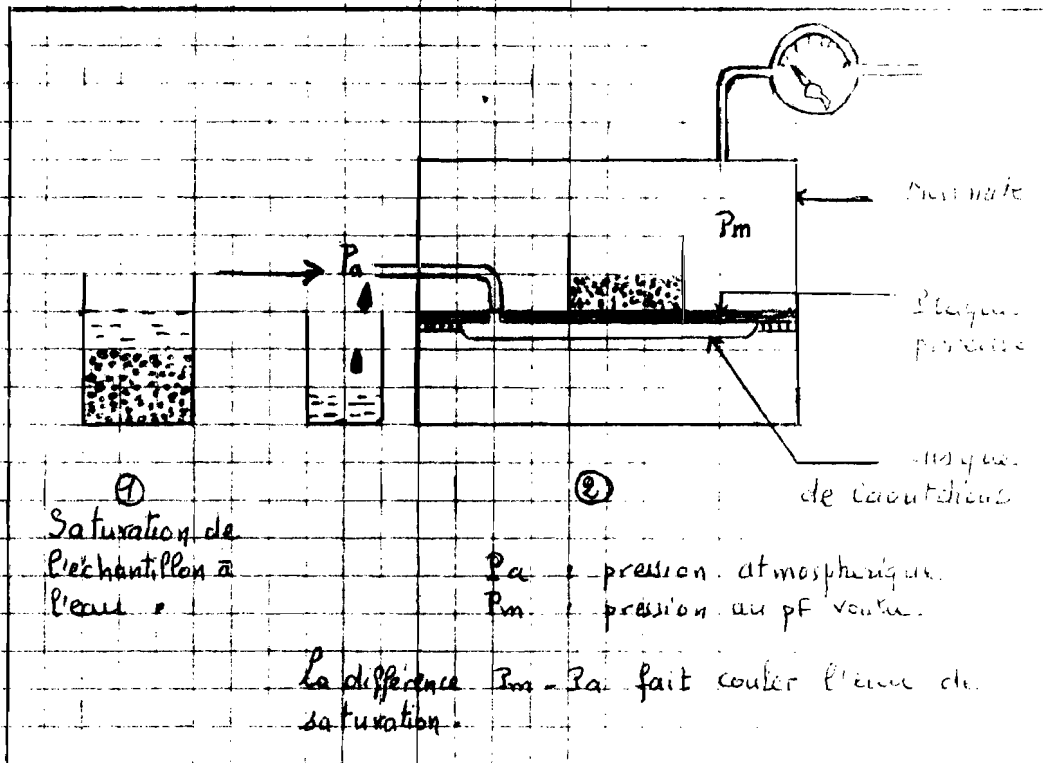 Pm
Pa
Plaque
poreuse
de caoutchouc
①
②
Saturation de
l'échantillon à
l'eau.
Pa : pression atmosphérique.
Pm : pression au pF voulu.
la différence Pm - Pa fait couler l'eau de
saturation.